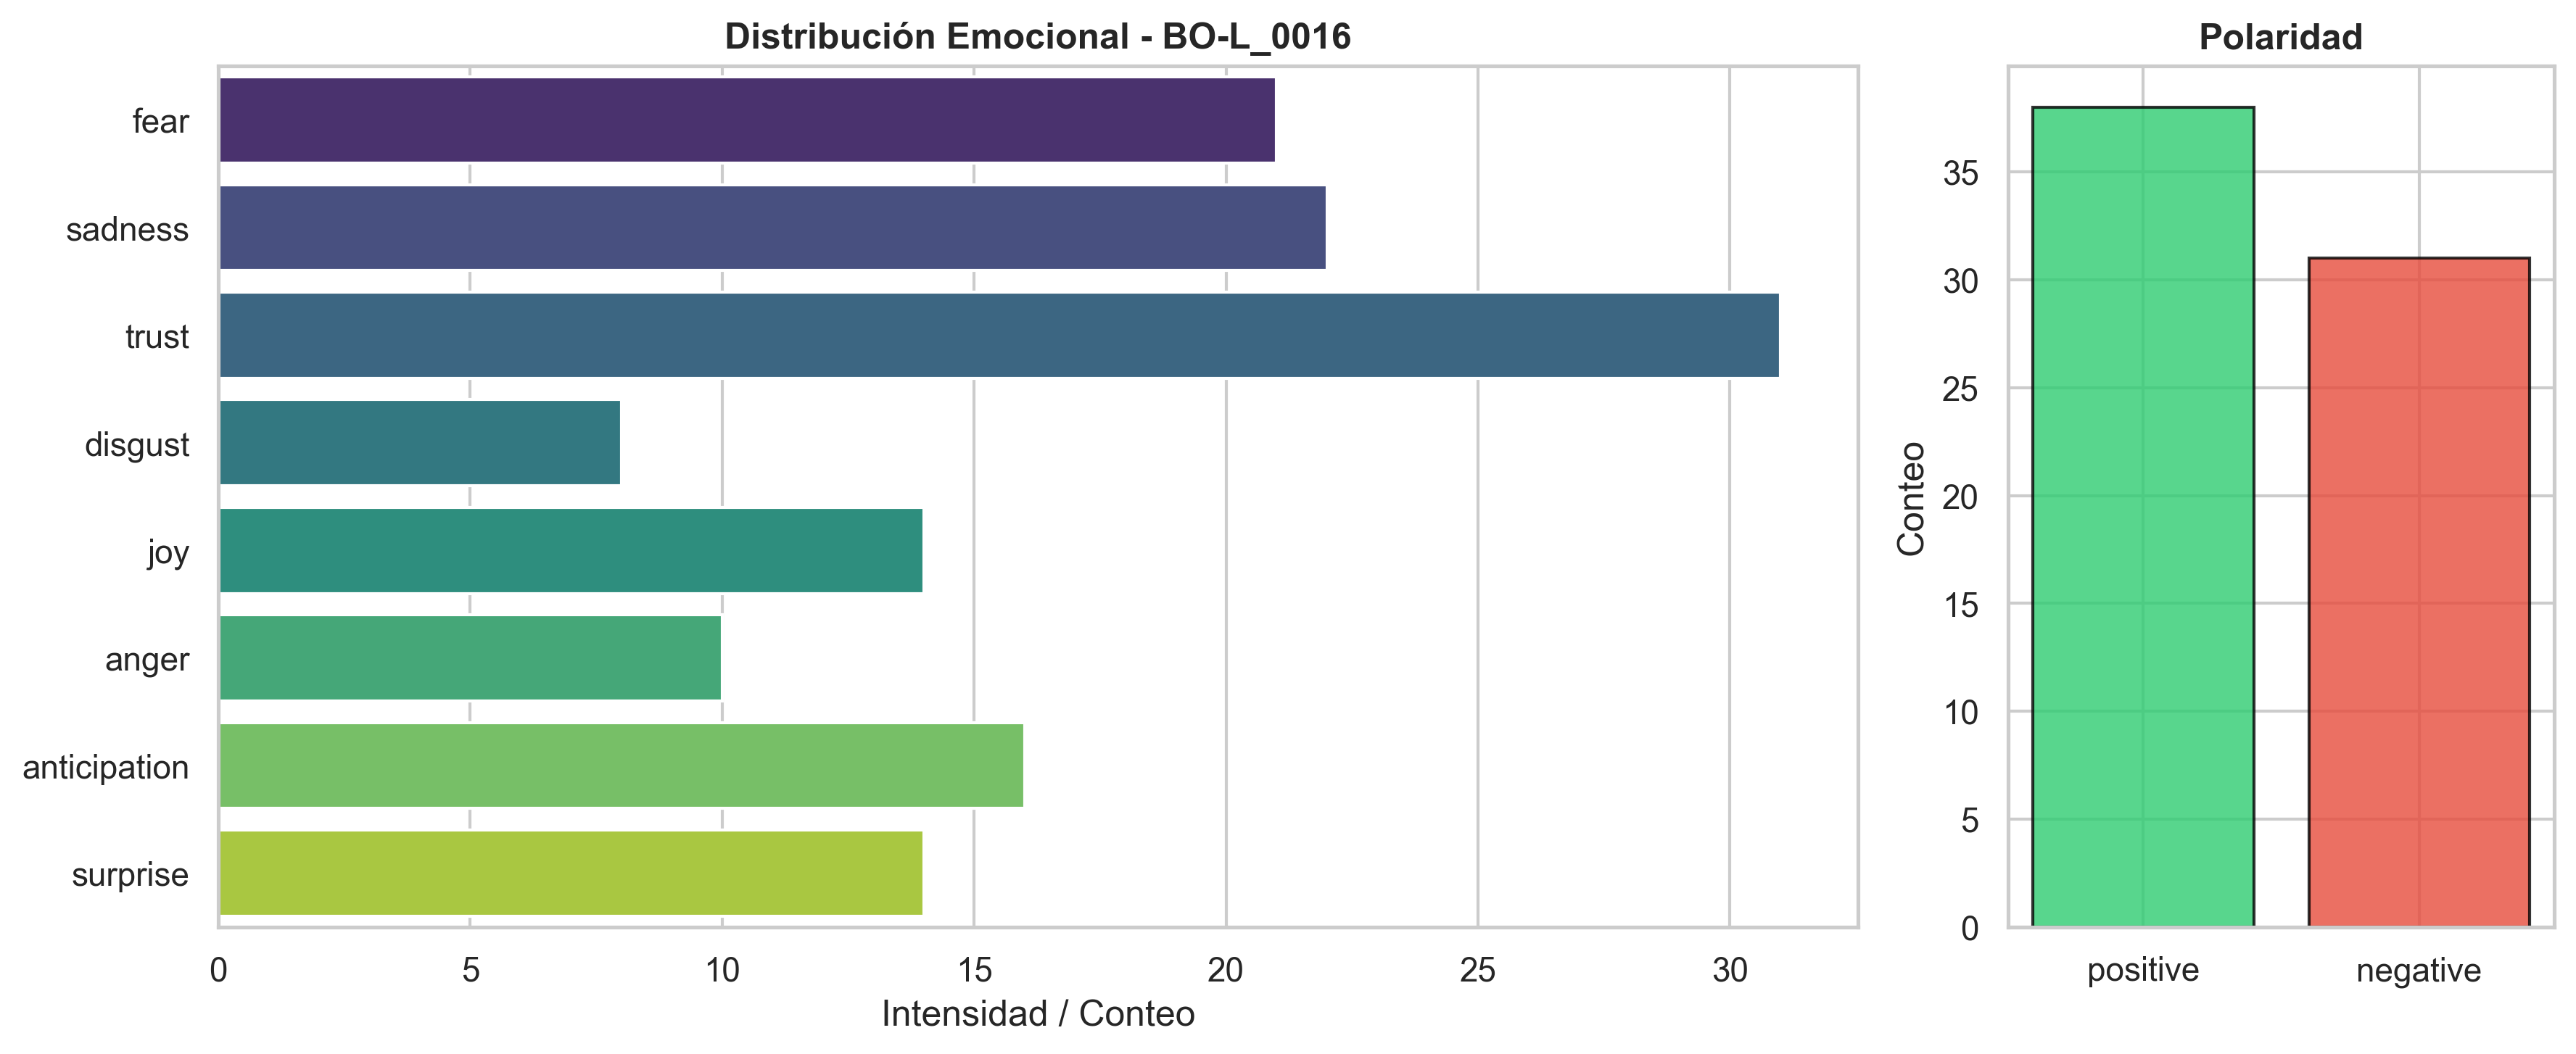 Distribución Emocional - BO-L_0016
fear
sadness
trust
disgust
joy
anger
anticipation
surprise
0 5 10 15 20 25 30
Intensidad / Conteo
Polaridad
Conteo
35
30
25
20
15
10
5
0
positive negative